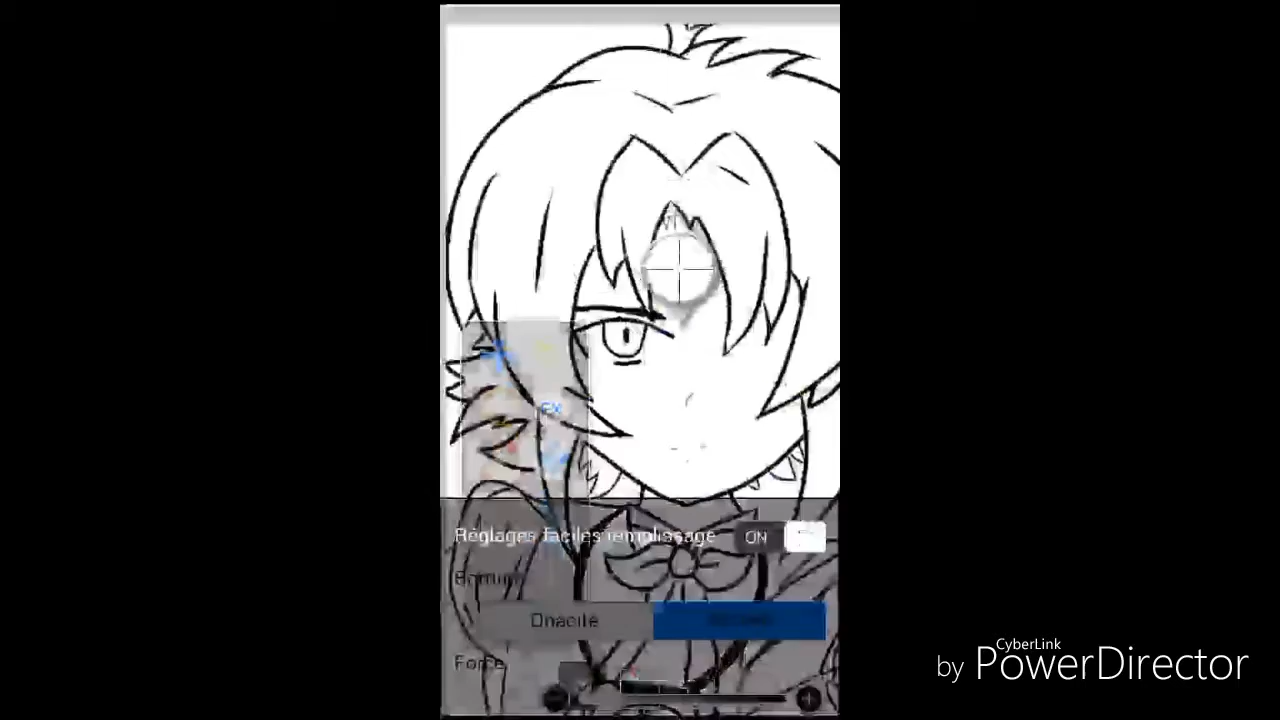 Réglages faciles remplissage ON
Opacité
Force
CyberLink
by PowerDirector